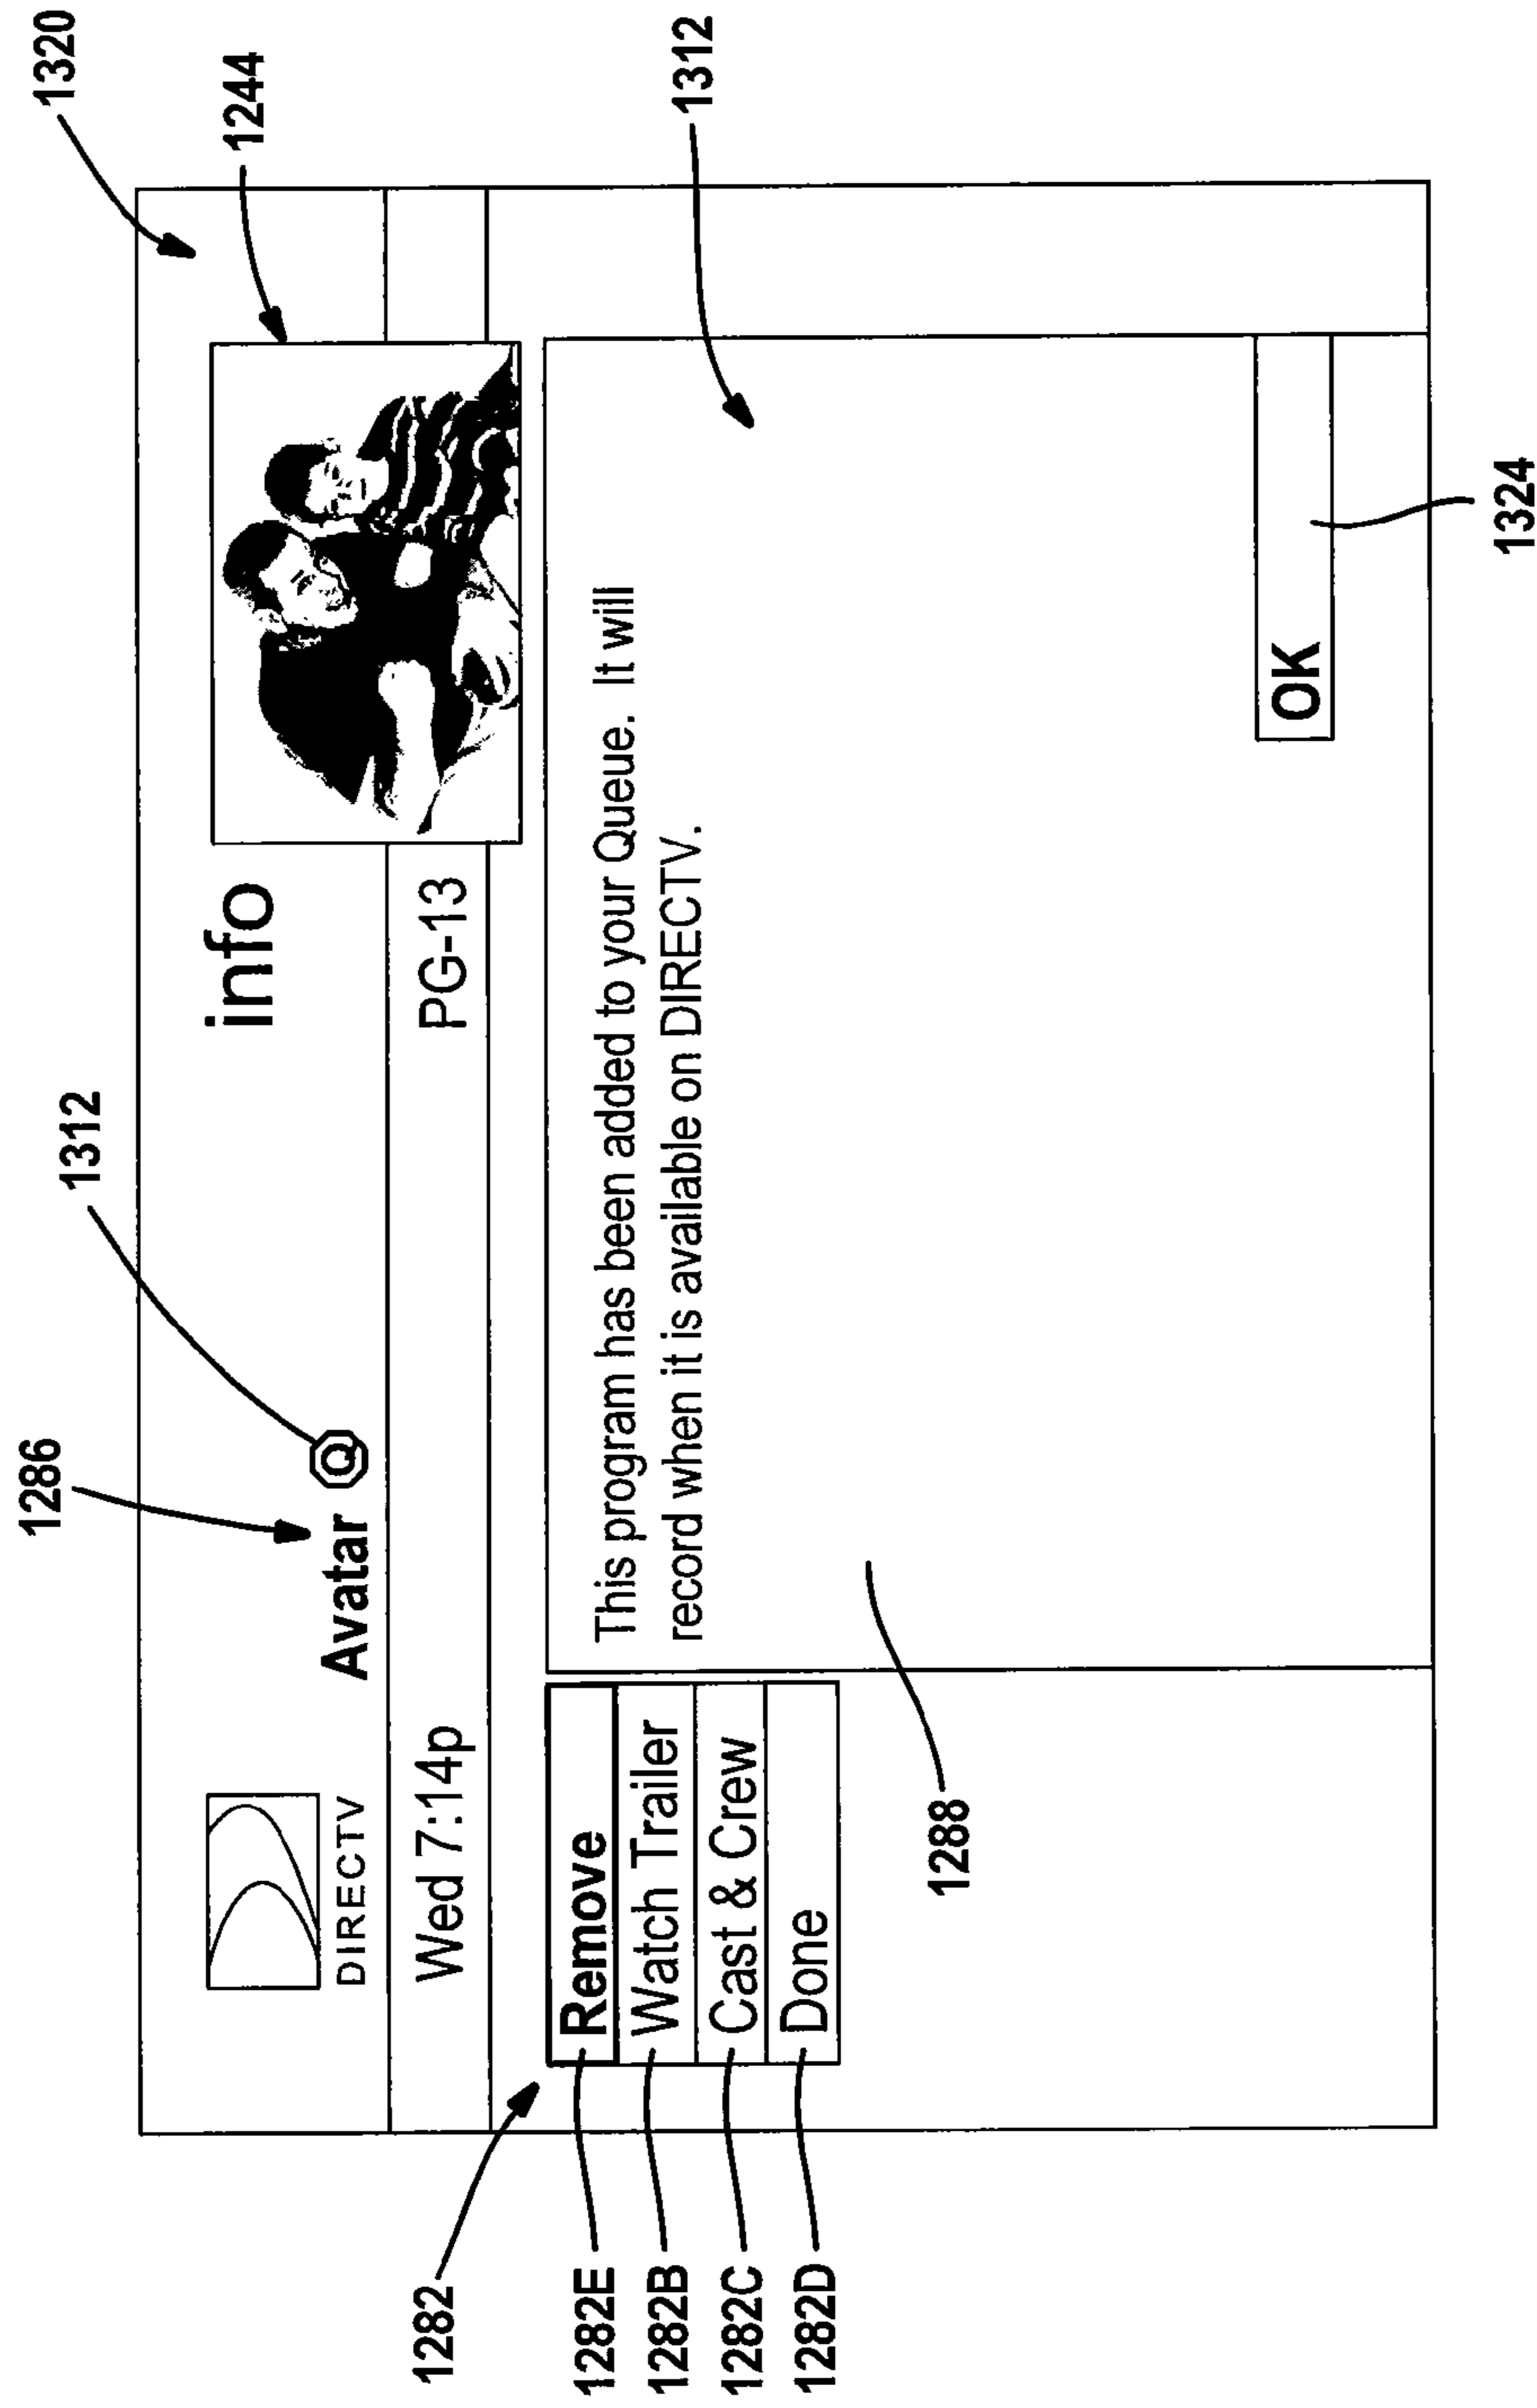 1320
1244
1286
1312
info
DIRECTV
Avatar Q
Wed 7:14p
PG-13
1312
1282
1282E
Remove
1282B
Watch Trailer
1282C
Cast & Crew
1282D
Done
This program has been added to your Queue. It will
record when it is available on DIRECTV.
1288
OK
1324